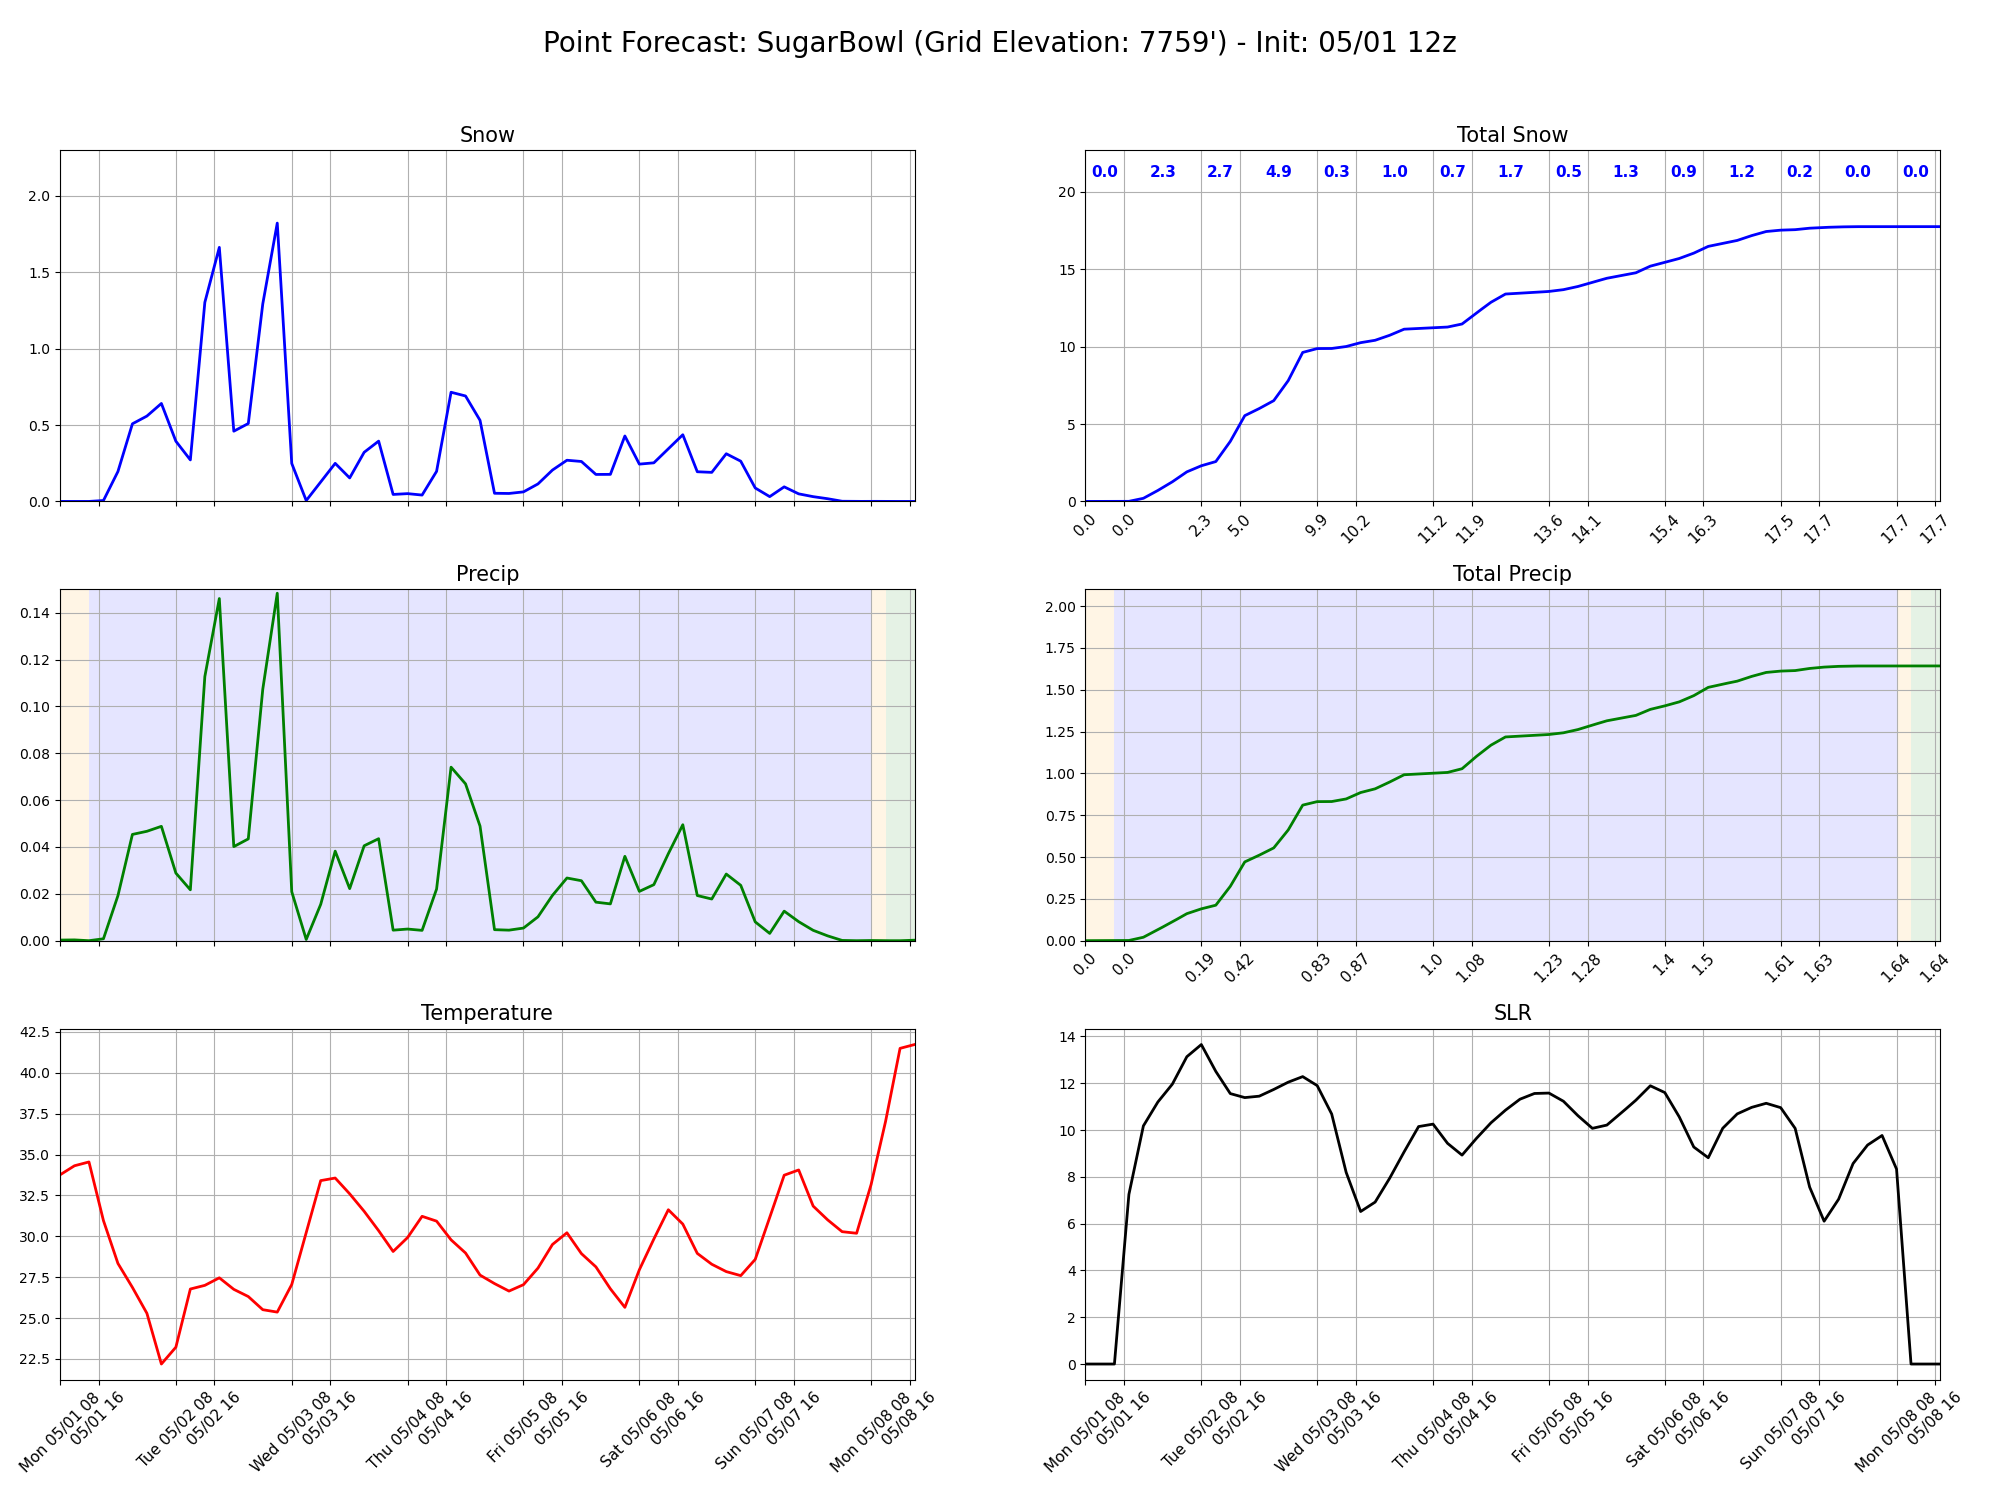 Point Forecast: SugarBowl (Grid Elevation: 7759') - Init: 05/01 12z
Snow
2.0
1.5
1.0
0.5
0.0
Total Snow
0.0 2.3 2.7 4.9 0.3 1.0 0.7 1.7 0.5 1.3 0.9 1.2 0.2 0.0 0.0
20
15
10
5
0
0.0 0.0 2.3 5.0 9.9 10.2 11.2 11.9 13.6 14.1 15.4 16.3 17.5 17.7 17.7 17.7
Precip
0.14
0.12
0.10
0.08
0.06
0.04
0.02
0.00
Total Precip
2.00
1.75
1.50
1.25
1.00
0.75
0.50
0.25
0.00
0.0 0.0 0.19 0.42 0.83 0.87 1.0 1.08 1.23 1.28 1.4 1.5 1.61 1.63 1.64 1.64
Temperature
42.5
40.0
37.5
35.0
32.5
30.0
27.5
25.0
22.5
Mon 05/01 08
05/01 16
Tue 05/02 08
05/02 16
Wed 05/03 08
05/03 16
Thu 05/04 08
05/04 16
Fri 05/05 08
05/05 16
Sat 05/06 08
05/06 16
Sun 05/07 08
05/07 16
Mon 05/08 08
05/08 16
SLR
14
12
10
8
6
4
2
0
Mon 05/01 08
05/01 16
Tue 05/02 08
05/02 16
Wed 05/03 08
05/03 16
Thu 05/04 08
05/04 16
Fri 05/05 08
05/05 16
Sat 05/06 08
05/06 16
Sun 05/07 08
05/07 16
Mon 05/08 08
05/08 16